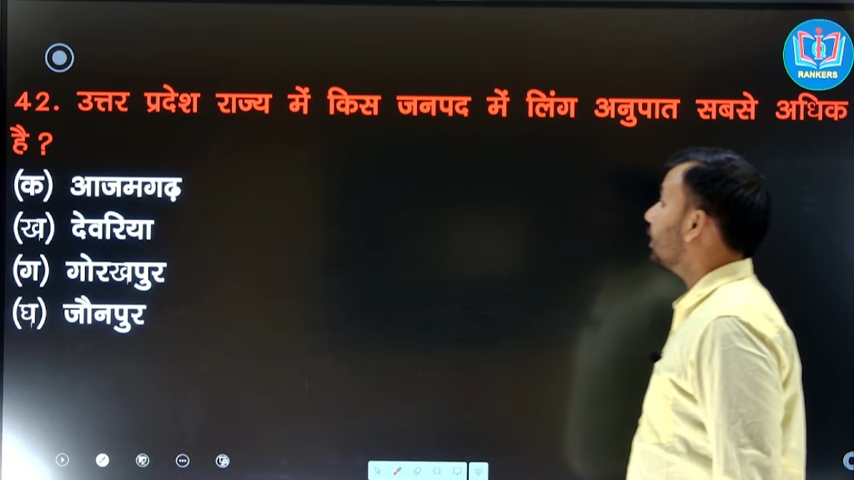 RANKERS
42. उत्तर प्रदेश राज्य में किस जनपद में लिंग अनुपात सबसे अधिक
है?
(क) आजमगढ़
(ख) देवरिया
(ग) गोरखपुर
(घ) जौनपुर